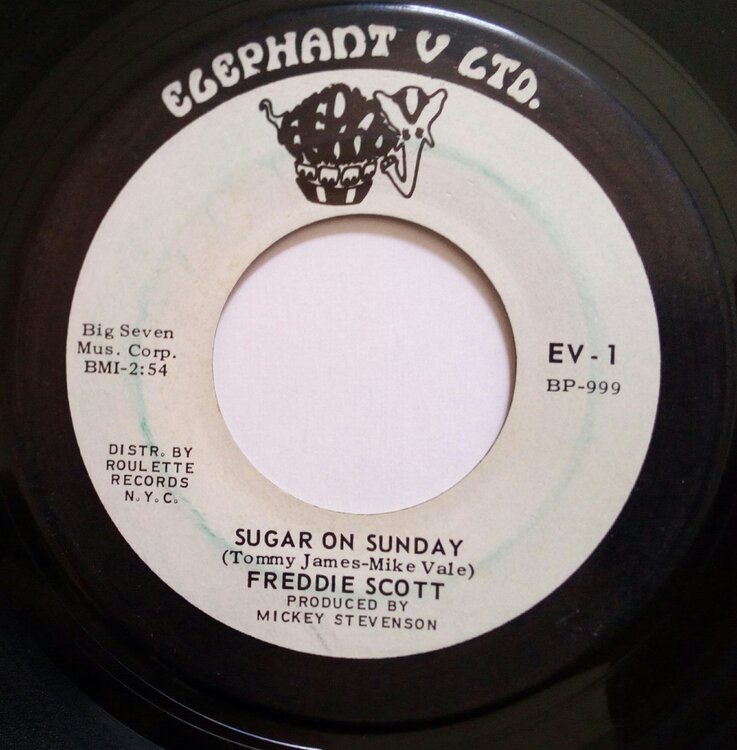 ELEPHANT V LTD.
Big Seven
Mus. Corp.
BMI-2:54
EV-1
BP-999
DISTR. BY
ROULETTE
RECORDS
N.Y.C.
SUGAR ON SUNDAY
(Tommy James-Mike Vale)
FREDDIE SCOTT
PRODUCED BY
MICKEY STEVENSON